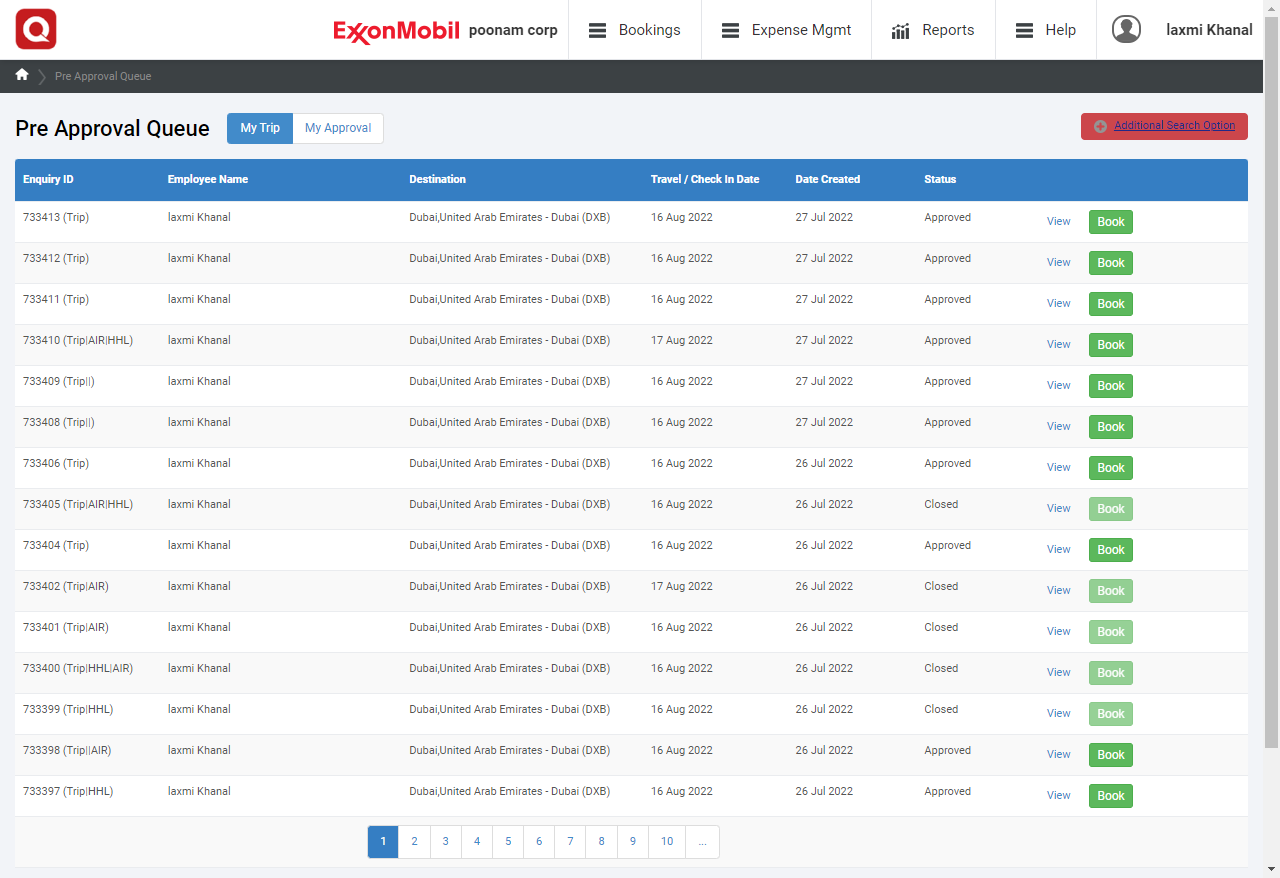 Q ExxonMobil poonam corp Bookings Expense Mgmt Reports Help laxmi Khanal
Pre Approval Queue
Pre Approval Queue My Trip My Approval Additional Search Option
Enquiry ID Employee Name Destination Travel / Check In Date Date Created Status
733413 (Trip) laxmi Khanal Dubai,United Arab Emirates - Dubai (DXB) 16 Aug 2022 27 Jul 2022 Approved View Book
733412 (Trip) laxmi Khanal Dubai,United Arab Emirates - Dubai (DXB) 16 Aug 2022 27 Jul 2022 Approved View Book
733411 (Trip) laxmi Khanal Dubai,United Arab Emirates - Dubai (DXB) 16 Aug 2022 27 Jul 2022 Approved View Book
733410 (Trip|AIR|HHL) laxmi Khanal Dubai,United Arab Emirates - Dubai (DXB) 17 Aug 2022 27 Jul 2022 Approved View Book
733409 (Trip||) laxmi Khanal Dubai,United Arab Emirates - Dubai (DXB) 16 Aug 2022 27 Jul 2022 Approved View Book
733408 (Trip||) laxmi Khanal Dubai,United Arab Emirates - Dubai (DXB) 16 Aug 2022 27 Jul 2022 Approved View Book
733406 (Trip) laxmi Khanal Dubai,United Arab Emirates - Dubai (DXB) 16 Aug 2022 26 Jul 2022 Approved View Book
733405 (Trip|AIR|HHL) laxmi Khanal Dubai,United Arab Emirates - Dubai (DXB) 16 Aug 2022 26 Jul 2022 Closed View Book
733404 (Trip) laxmi Khanal Dubai,United Arab Emirates - Dubai (DXB) 16 Aug 2022 26 Jul 2022 Approved View Book
733402 (Trip|AIR) laxmi Khanal Dubai,United Arab Emirates - Dubai (DXB) 17 Aug 2022 26 Jul 2022 Closed View Book
733401 (Trip|AIR) laxmi Khanal Dubai,United Arab Emirates - Dubai (DXB) 16 Aug 2022 26 Jul 2022 Closed View Book
733400 (Trip|HHL|AIR) laxmi Khanal Dubai,United Arab Emirates - Dubai (DXB) 16 Aug 2022 26 Jul 2022 Closed View Book
733399 (Trip|HHL) laxmi Khanal Dubai,United Arab Emirates - Dubai (DXB) 16 Aug 2022 26 Jul 2022 Closed View Book
733398 (Trip||AIR) laxmi Khanal Dubai,United Arab Emirates - Dubai (DXB) 16 Aug 2022 26 Jul 2022 Approved View Book
733397 (Trip|HHL) laxmi Khanal Dubai,United Arab Emirates - Dubai (DXB) 16 Aug 2022 26 Jul 2022 Approved View Book
1 2 3 4 5 6 7 8 9 10 ...